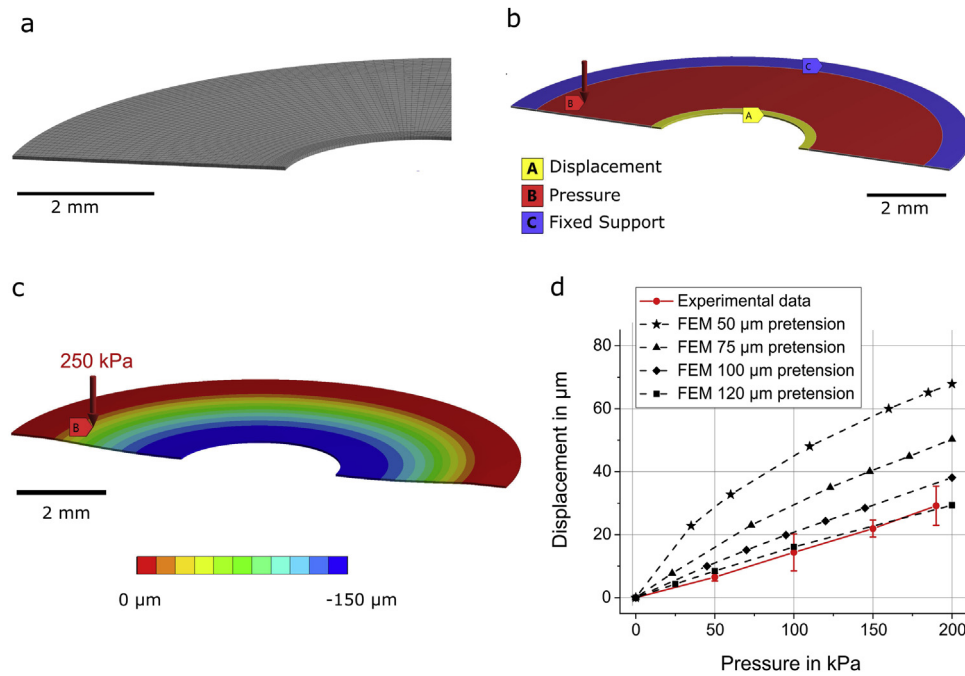 a
2 mm
b
B
C
A
A Displacement
B Pressure
C Fixed Support
2 mm
c
250 kPa
B
2 mm
0 µm
-150 µm
d
Experimental data
FEM 50 µm pretension
FEM 75 µm pretension
FEM 100 µm pretension
FEM 120 µm pretension
Displacement in µm
80
60
40
20
0
0 50 100 150 200
Pressure in kPa